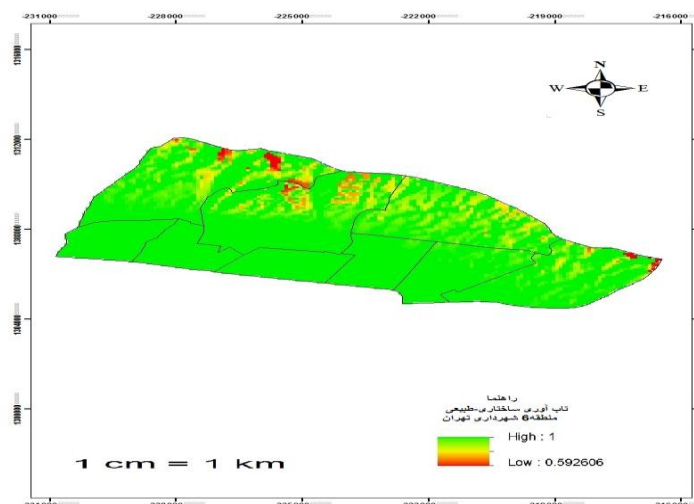 -231000 -228000 -225000 -222000 -219000 -216000
N
W E
S
راهنما
تاب آوری ساختاری-طبیعی
منطقه6 شهرداری تهران
High : 1
Low : 0.592606
1 cm = 1 km